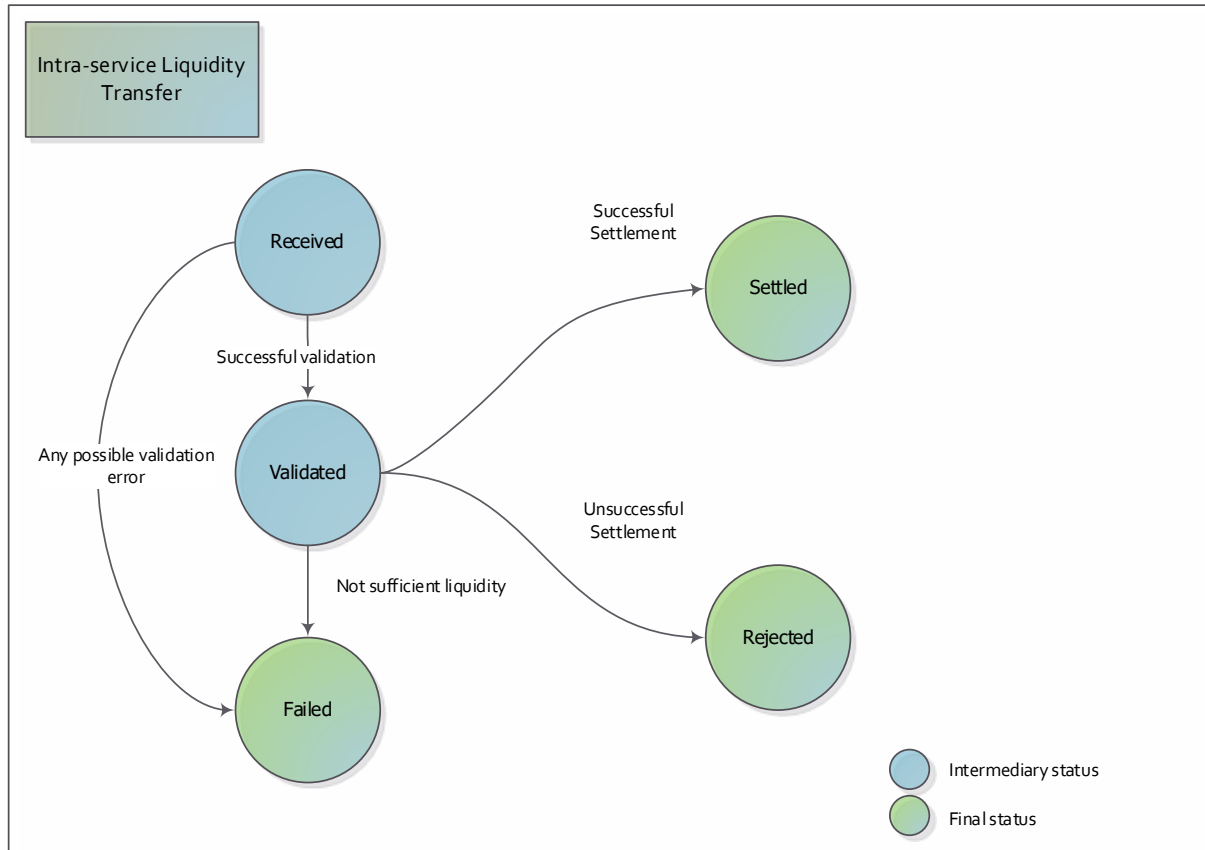 Intra-service Liquidity
Transfer
Received
Successful
Settlement
Settled
Successful validation
Any possible validation
error
Validated
Unsuccessful
Settlement
Not sufficient liquidity
Rejected
Failed
Intermediary status
Final status